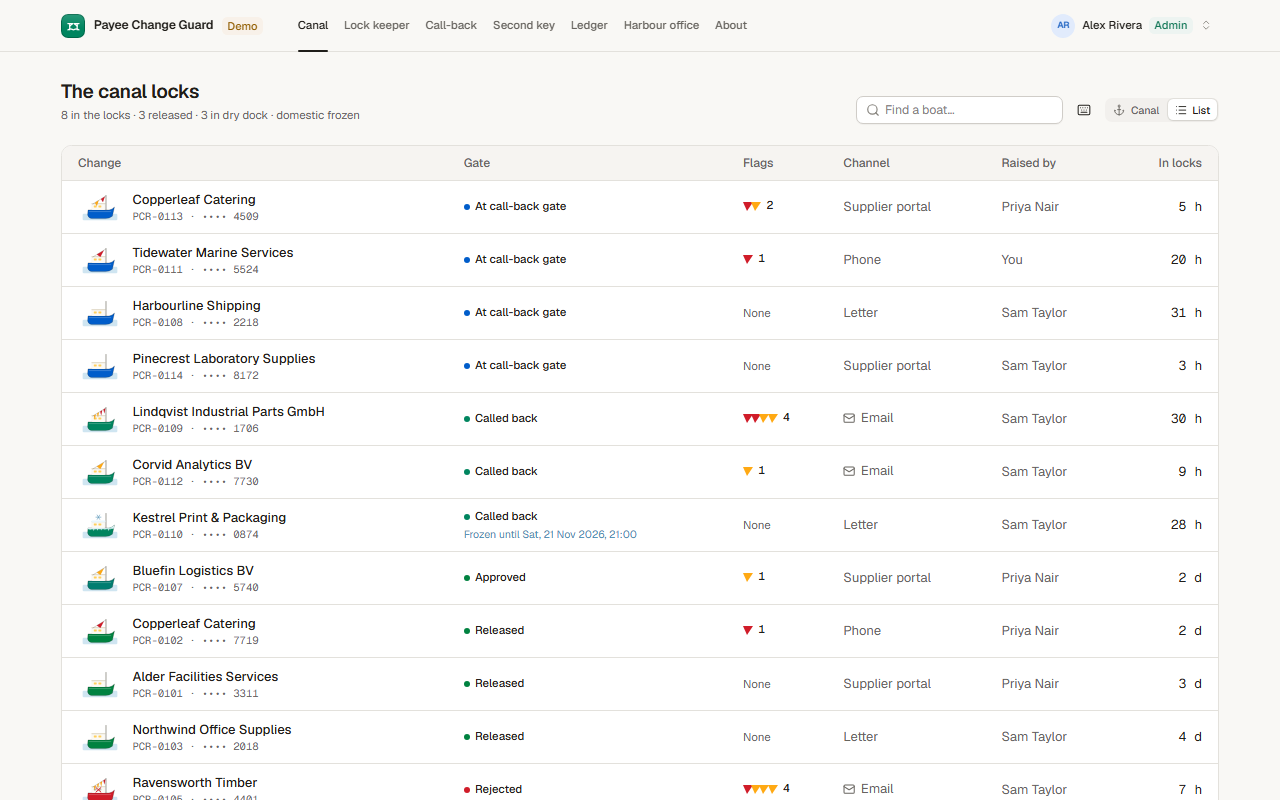 Payee Change Guard Demo Canal Lock keeper Call-back Second key Ledger Harbour office About AR Alex Rivera Admin
The canal locks
8 in the locks · 3 released · 3 in dry dock · domestic frozen
Find a boat… Canal List
Change Gate Flags Channel Raised by In locks
Copperleaf Catering
PCR-0113 · •••• 4509
At call-back gate 2 Supplier portal Priya Nair 5 h
Tidewater Marine Services
PCR-0111 · •••• 5524
At call-back gate 1 Phone You 20 h
Harbourline Shipping
PCR-0108 · •••• 2218
At call-back gate None Letter Sam Taylor 31 h
Pinecrest Laboratory Supplies
PCR-0114 · •••• 8172
At call-back gate None Supplier portal Sam Taylor 3 h
Lindqvist Industrial Parts GmbH
PCR-0109 · •••• 1706
Called back 4 Email Sam Taylor 30 h
Corvid Analytics BV
PCR-0112 · •••• 7730
Called back 1 Email Sam Taylor 9 h
Kestrel Print & Packaging
PCR-0110 · •••• 0874
Called back
Frozen until Sat, 21 Nov 2026, 21:00
None Letter Sam Taylor 28 h
Bluefin Logistics BV
PCR-0107 · •••• 5740
Approved 1 Supplier portal Priya Nair 2 d
Copperleaf Catering
PCR-0102 · •••• 7719
Released 1 Phone Priya Nair 2 d
Alder Facilities Services
PCR-0101 · •••• 3311
Released None Supplier portal Priya Nair 3 d
Northwind Office Supplies
PCR-0103 · •••• 2018
Released None Letter Sam Taylor 4 d
Ravensworth Timber
Rejected 4 Email Sam Taylor 7 h